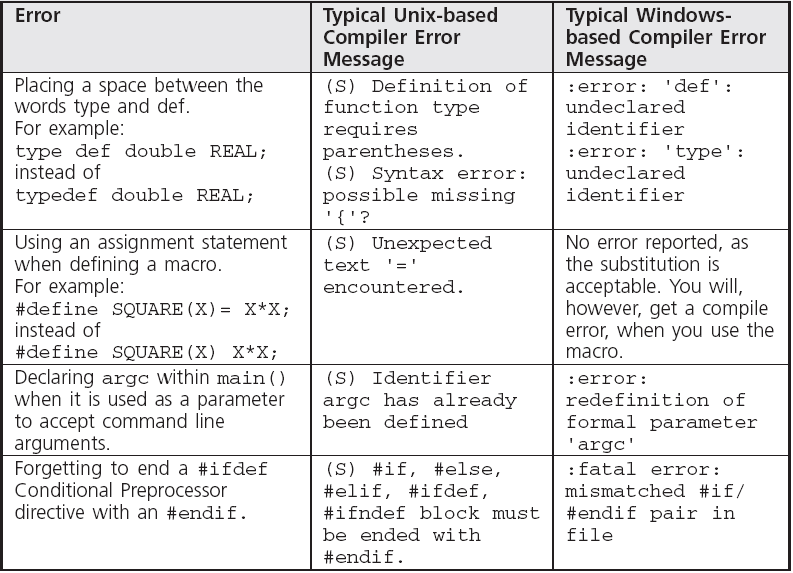 Error
Typical Unix-based
Compiler Error
Message
Typical Windows-
based Compiler Error
Message
Placing a space between the
words type and def.
For example:
type def double REAL;
instead of
typedef double REAL;
(S) Definition of
function type
requires
parentheses.
(S) Syntax error:
possible missing
'{'?
:error: 'def':
undeclared
identifier
:error: 'type':
undeclared
identifier
Using an assignment statement
when defining a macro.
For example:
#define SQUARE(X)= X*X;
instead of
#define SQUARE(X) X*X;
(S) Unexpected
text '='
encountered.
No error reported, as
the substitution is
acceptable. You will,
however, get a compile
error, when you use the
macro.
Declaring argc within main()
when it is used as a parameter
to accept command line
arguments.
(S) Identifier
argc has already
been defined
:error:
redefinition of
formal parameter
'argc'
Forgetting to end a #ifdef
Conditional Preprocessor
directive with an #endif.
(S) #if, #else,
#elif, #ifdef,
#ifndef block must
be ended with
#endif.
:fatal error:
mismatched #if/
#endif pair in
file